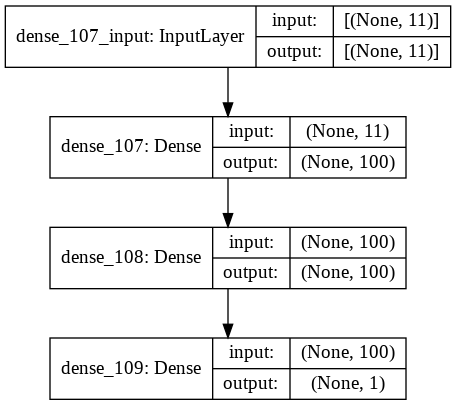 dense_107_input: InputLayer
input:
[(None, 11)]
output:
[(None, 11)]
dense_107: Dense
input:
(None, 11)
output:
(None, 100)
dense_108: Dense
input:
(None, 100)
output:
(None, 100)
dense_109: Dense
input:
(None, 100)
output:
(None, 1)